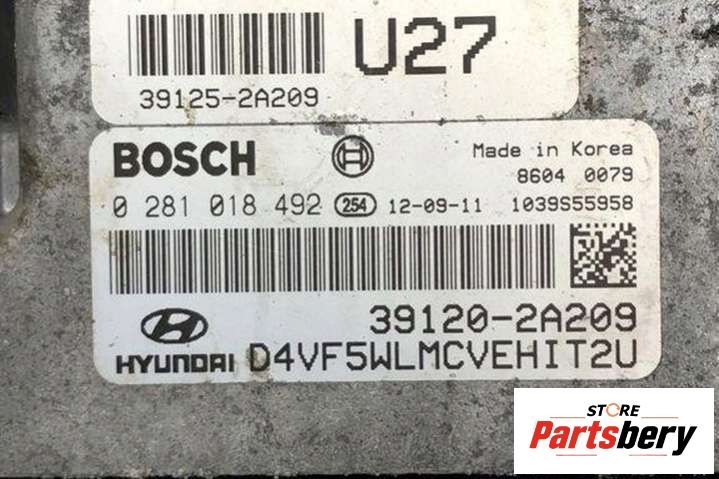 U27
39125-2A209
BOSCH Made in Korea
8604 0079
0 281 018 492 254 12-09-11 1039S55958
39120-2A209
HYUNDAI D4VF5WLMCVEHIT2U
STORE
Partsbery